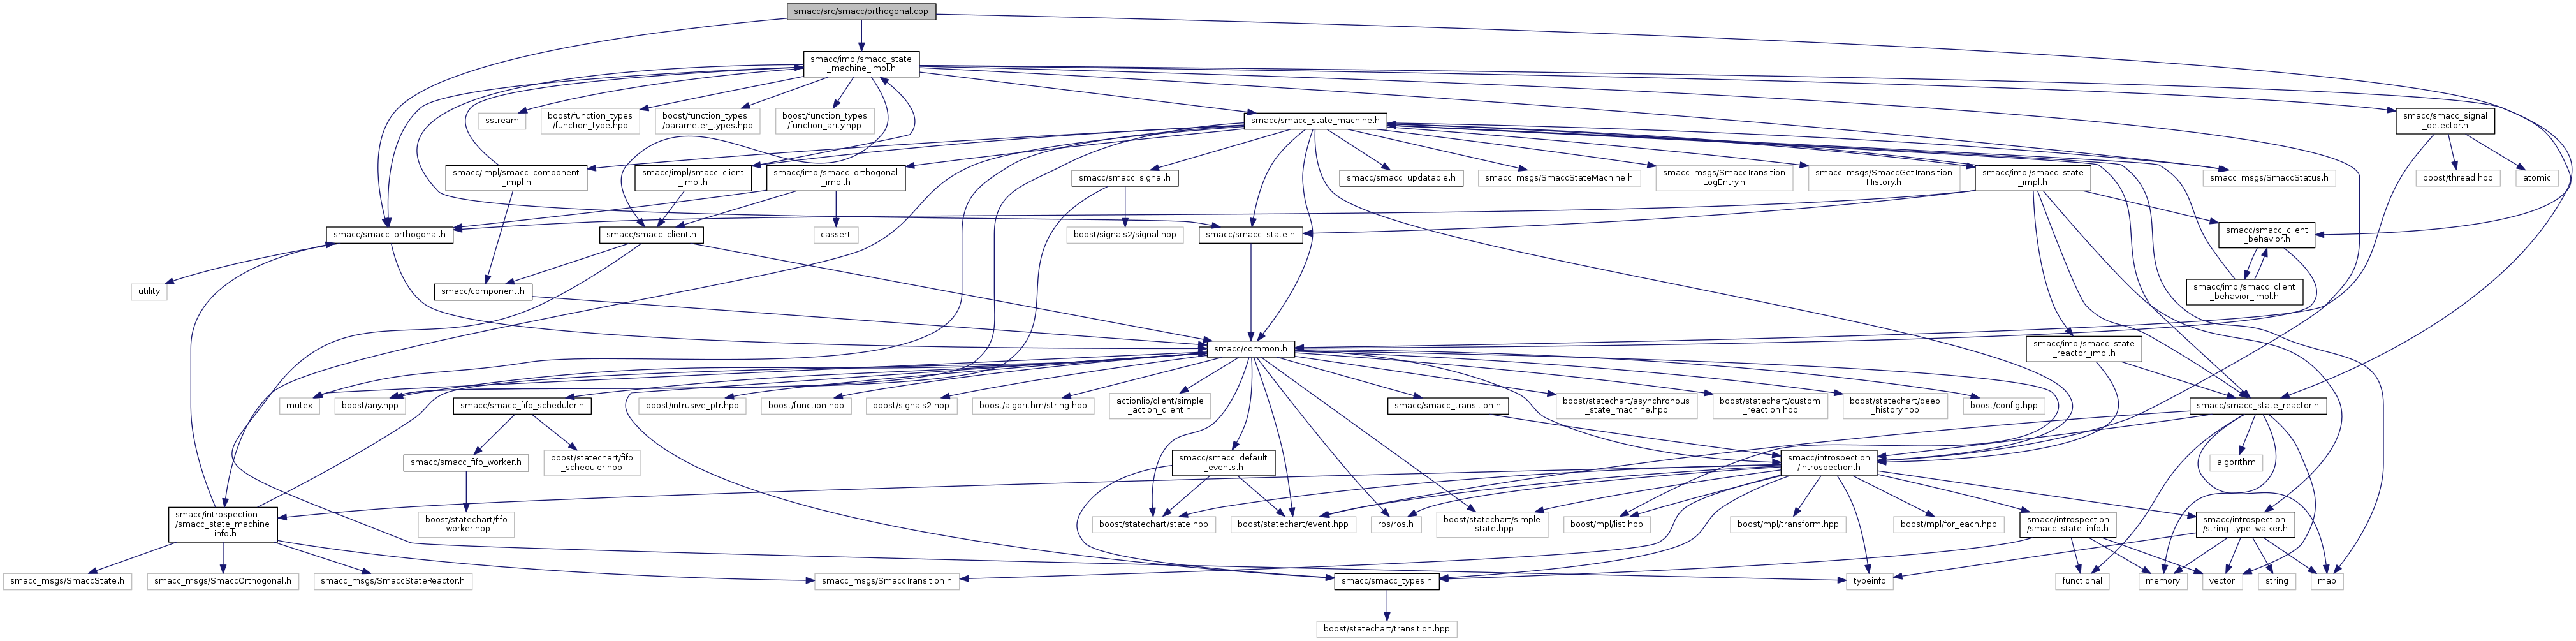 smacc/src/smacc/orthogonal.cpp
smacc/impl/smacc_state
_machine_impl.h
sstream
boost/function_types
/function_type.hpp
boost/function_types
/parameter_types.hpp
boost/function_types
/function_arity.hpp
smacc/smacc_state_machine.h
smacc/smacc_signal
_detector.h
smacc/impl/smacc_component
_impl.h
smacc/impl/smacc_client
_impl.h
smacc/impl/smacc_orthogonal
_impl.h
smacc/smacc_signal.h
smacc/smacc_updatable.h
smacc_msgs/SmaccStateMachine.h
smacc_msgs/SmaccTransition
LogEntry.h
smacc_msgs/SmaccGetTransition
History.h
smacc/impl/smacc_state
_impl.h
smacc_msgs/SmaccStatus.h
boost/thread.hpp
atomic
smacc/smacc_orthogonal.h
smacc/smacc_client.h
cassert
boost/signals2/signal.hpp
smacc/smacc_state.h
smacc/smacc_client
_behavior.h
utility
smacc/component.h
smacc/impl/smacc_client
_behavior_impl.h
smacc/common.h
smacc/impl/smacc_state
_reactor_impl.h
mutex
boost/any.hpp
smacc/smacc_fifo_scheduler.h
boost/intrusive_ptr.hpp
boost/function.hpp
boost/signals2.hpp
boost/algorithm/string.hpp
actionlib/client/simple
_action_client.h
smacc/smacc_transition.h
boost/statechart/asynchronous
_state_machine.hpp
boost/statechart/custom
_reaction.hpp
boost/statechart/deep
_history.hpp
boost/config.hpp
smacc/smacc_state_reactor.h
smacc/smacc_fifo_worker.h
boost/statechart/fifo
_scheduler.hpp
smacc/smacc_default
_events.h
smacc/introspection
/introspection.h
algorithm
smacc/introspection
/smacc_state_machine
_info.h
boost/statechart/fifo
_worker.hpp
boost/statechart/state.hpp
boost/statechart/event.hpp
ros/ros.h
boost/statechart/simple
_state.hpp
boost/mpl/list.hpp
boost/mpl/transform.hpp
boost/mpl/for_each.hpp
smacc/introspection
/smacc_state_info.h
smacc/introspection
/string_type_walker.h
smacc_msgs/SmaccState.h
smacc_msgs/SmaccOrthogonal.h
smacc_msgs/SmaccStateReactor.h
smacc_msgs/SmaccTransition.h
smacc/smacc_types.h
typeinfo
functional
memory
vector
string
map
boost/statechart/transition.hpp